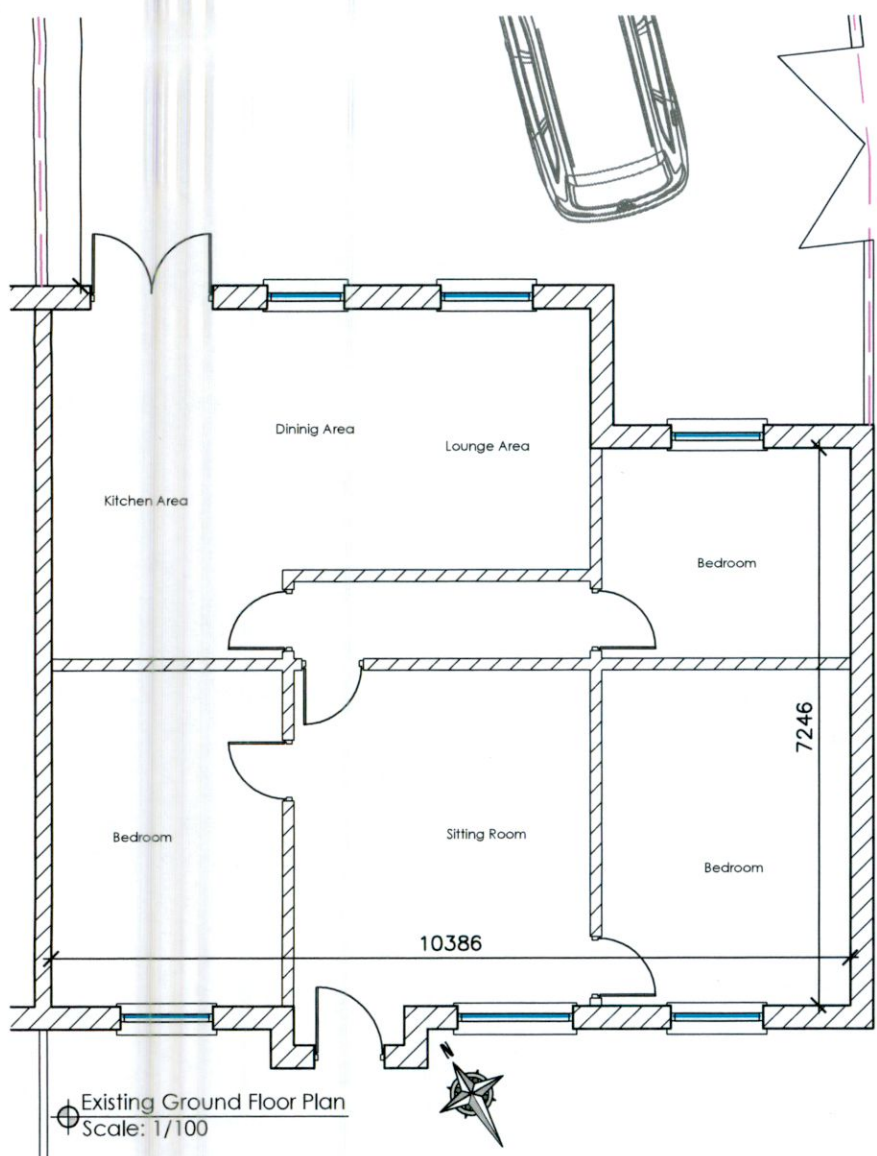 Dininig Area
Lounge Area
Kitchen Area
Bedroom
7246
Bedroom
Sitting Room
Bedroom
10386
N
Existing Ground Floor Plan
Scale: 1/100